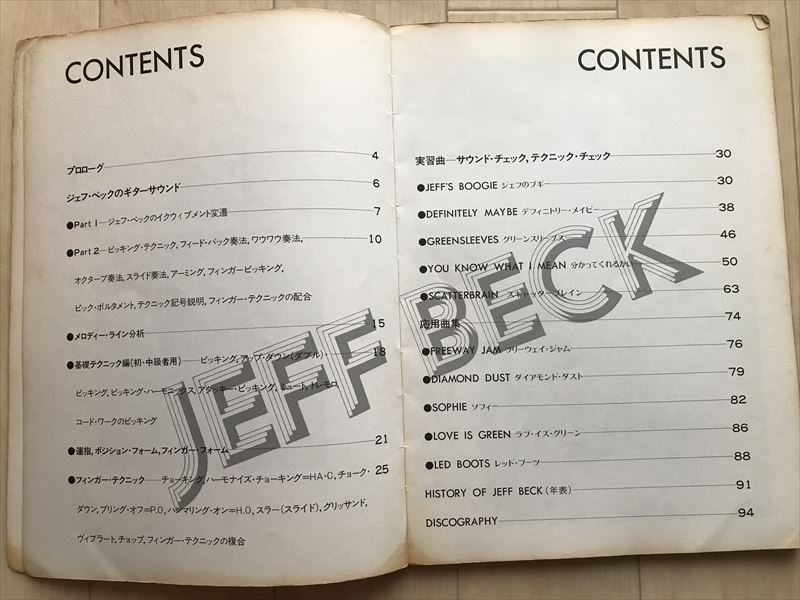 CONTENTS
プロローグ 4
ジェフ・ベックのギターサウンド 6
●Part 1—ジェフ・ベックのイクウィプメント変遷 7
●Part 2—ピッキング・テクニック, フィード・バック奏法, ワウワウ奏法, 10
オクターブ奏法, スライド奏法, アーミング, フィンガーピッキング,
ピック・ポルタメント, テクニック記号説明, フィンガー・テクニックの配合
●メロディー・ライン分析 15
●基礎テクニック編(初・中級者用) ピッキング, アップ・ダウン(ダブル)・ 18
ピッキング, ピッキング・ハーモニックス, アタッキー・ピッキング, ミュート, トレモロ,
コード・ワークのピッキング
●運指, ポジション・フォーム, フィンガー・フォーム 21
●フィンガー・テクニック チョーキング, ハーモナイズ・チョーキング=HA・C, チョーク・ 25
ダウン, プリング・オフ=P.O, ハンマリング・オン=H.O, スラー(スライド), グリッサンド,
ヴィブラート, チョップ, フィンガー・テクニックの複合
CONTENTS
実習曲—サウンド・チェック, テクニック・チェック 30
●JEFF'S BOOGIE ジェフのブギー 30
●DEFINITELY MAYBE デフィニトリー・メイビー 38
●GREENSLEEVES グリーンスリーブス 46
●YOU KNOW WHAT I MEAN 分かってくれるかい 50
●SCATTERBRAIN スキャッターブレイン 63
応用曲集 74
●FREEWAY JAM フリーウェイ・ジャム 76
●DIAMOND DUST ダイアモンド・ダスト 79
●SOPHIE ソフィー 82
●LOVE IS GREEN ラブ・イズ・グリーン 86
●LED BOOTS レッド・ブーツ 88
HISTORY OF JEFF BECK (年表) 91
DISCOGRAPHY 94
JEFF BECK